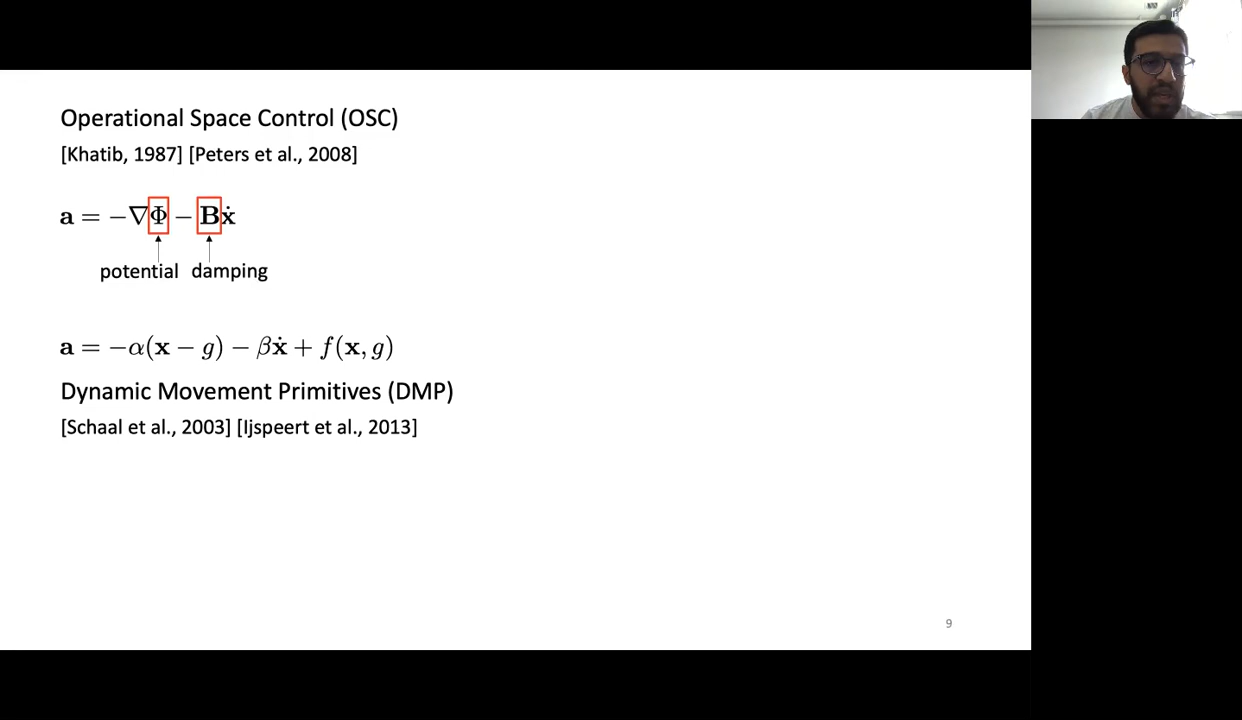 Operational Space Control (OSC)
[Khatib, 1987] [Peters et al., 2008]
a = −∇Φ − Bẋ
potential damping
a = −α(x − g) − βẋ + f(x, g)
Dynamic Movement Primitives (DMP)
[Schaal et al., 2003] [Ijspeert et al., 2013]
9